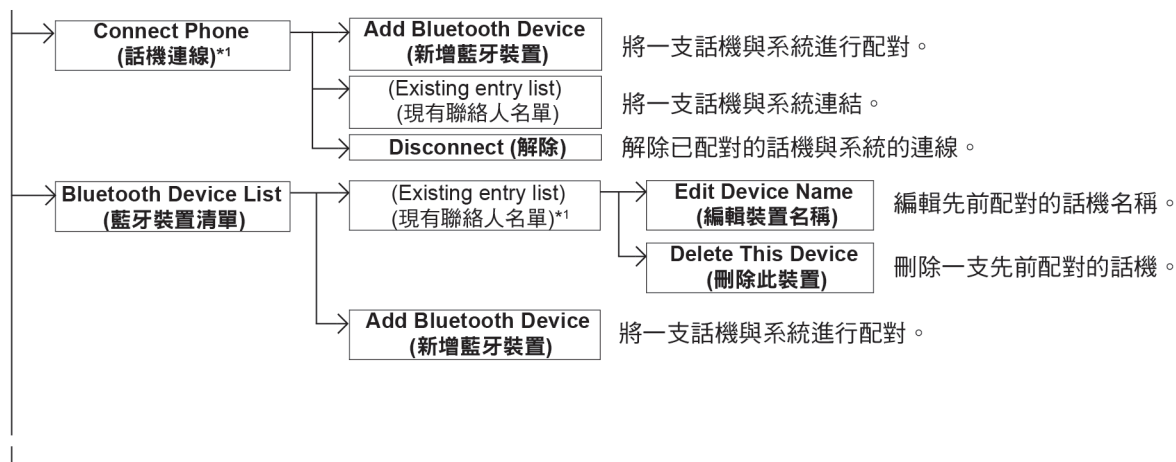 Connect Phone
(話機連線)*1
Add Bluetooth Device
(新增藍牙裝置)
將一支話機與系統進行配對。
(Existing entry list)
(現有聯絡人名單)
將一支話機與系統連結。
Disconnect (解除)
解除已配對的話機與系統的連線。
Bluetooth Device List
(藍牙裝置清單)
(Existing entry list)
(現有聯絡人名單)*1
Edit Device Name
(編輯裝置名稱)
編輯先前配對的話機名稱。
Delete This Device
(刪除此裝置)
刪除一支先前配對的話機。
Add Bluetooth Device
(新增藍牙裝置)
將一支話機與系統進行配對。